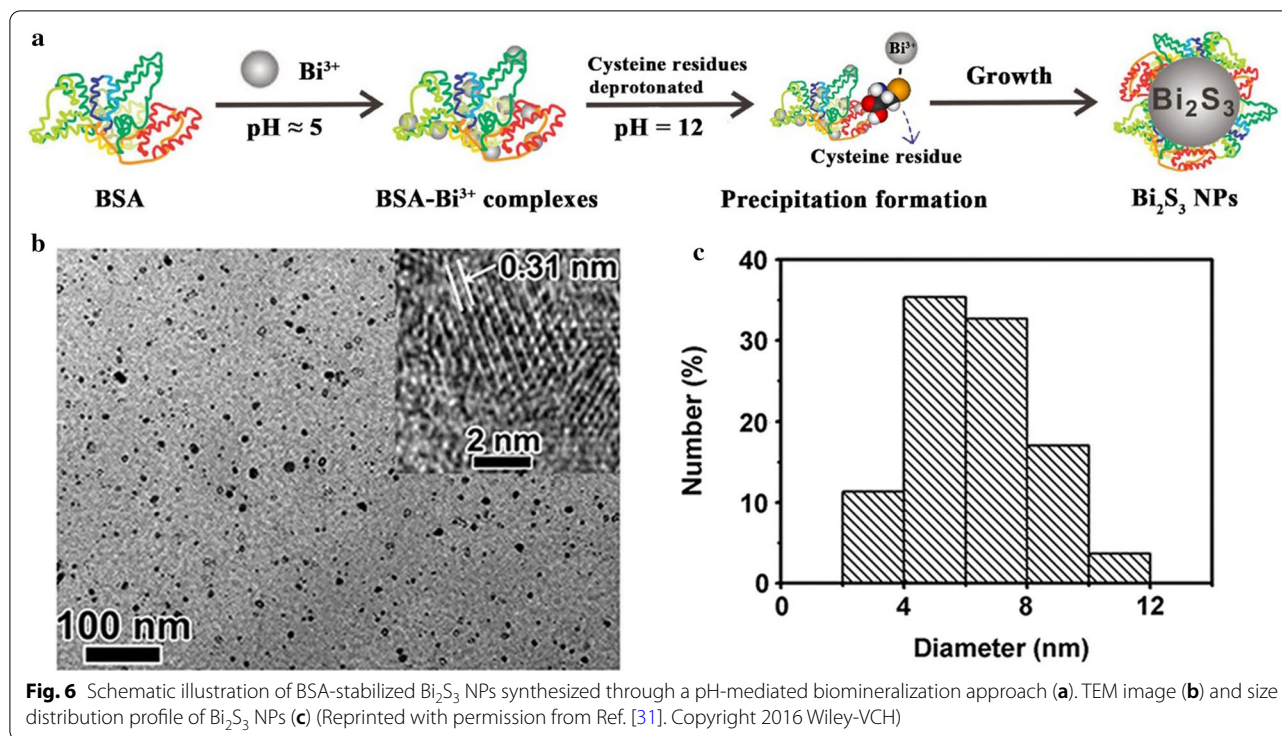 a
Bi³⁺
pH ≈ 5
Cysteine residues
deprotonated
pH = 12
Bi³⁺
Cysteine residue
Growth
Bi₂S₃
BSA
BSA-Bi³⁺ complexes
Precipitation formation
Bi₂S₃ NPs
b
0.31 nm
2 nm
100 nm
c
Number (%)
40
30
20
10
0
0
4
8
12
Diameter (nm)
Fig. 6 Schematic illustration of BSA-stabilized Bi₂S₃ NPs synthesized through a pH-mediated biomineralization approach (a). TEM image (b) and size
distribution profile of Bi₂S₃ NPs (c) (Reprinted with permission from Ref. [31]. Copyright 2016 Wiley-VCH)